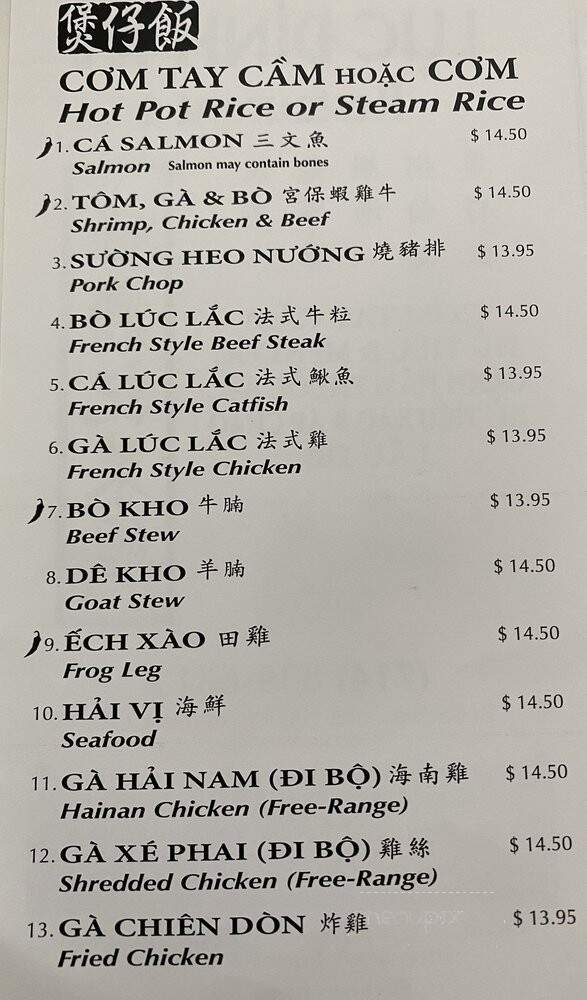 煲仔飯
CƠM TAY CẦM HOẶC CƠM
Hot Pot Rice or Steam Rice
1. CÁ SALMON 三文魚 $ 14.50
Salmon Salmon may contain bones
2. TÔM, GÀ & BÒ 宮保蝦雞牛 $ 14.50
Shrimp, Chicken & Beef
3. SƯỜNG HEO NƯỚNG 燒豬排 $ 13.95
Pork Chop
4. BÒ LÚC LẮC 法式牛粒 $ 14.50
French Style Beef Steak
5. CÁ LÚC LẮC 法式鰍魚 $ 13.95
French Style Catfish
6. GÀ LÚC LẮC 法式雞 $ 13.95
French Style Chicken
7. BÒ KHO 牛腩 $ 13.95
Beef Stew
8. DÊ KHO 羊腩 $ 14.50
Goat Stew
9. ẾCH XÀO 田雞 $ 14.50
Frog Leg
10. HẢI VỊ 海鮮 $ 14.50
Seafood
11. GÀ HẢI NAM (ĐI BỘ) 海南雞 $ 14.50
Hainan Chicken (Free-Range)
12. GÀ XÉ PHAI (ĐI BỘ) 雞絲 $ 14.50
Shredded Chicken (Free-Range)
13. GÀ CHIÊN DÒN 炸雞 $ 13.95
Fried Chicken